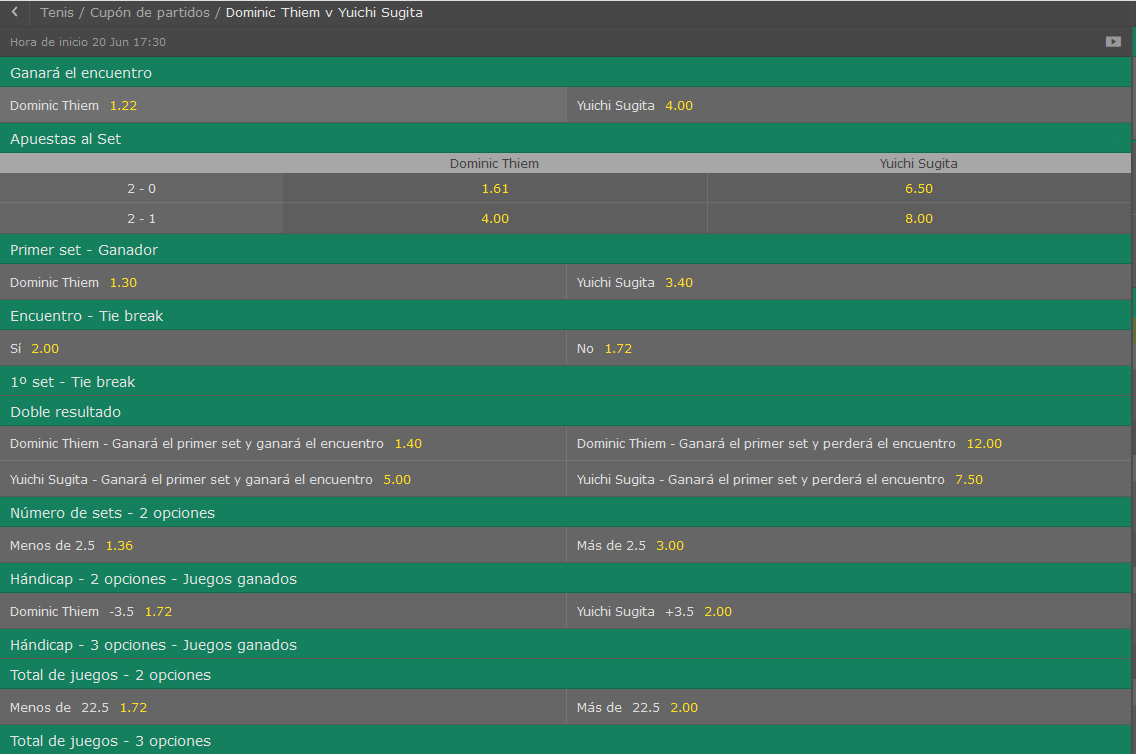 Tenis / Cupón de partidos / Dominic Thiem v Yuichi Sugita
Hora de inicio 20 Jun 17:30
Ganará el encuentro
Dominic Thiem 1.22 Yuichi Sugita 4.00
Apuestas al Set
Dominic Thiem Yuichi Sugita
2 - 0 1.61 6.50
2 - 1 4.00 8.00
Primer set - Ganador
Dominic Thiem 1.30 Yuichi Sugita 3.40
Encuentro - Tie break
Sí 2.00 No 1.72
1º set - Tie break
Doble resultado
Dominic Thiem - Ganará el primer set y ganará el encuentro 1.40 Dominic Thiem - Ganará el primer set y perderá el encuentro 12.00
Yuichi Sugita - Ganará el primer set y ganará el encuentro 5.00 Yuichi Sugita - Ganará el primer set y perderá el encuentro 7.50
Número de sets - 2 opciones
Menos de 2.5 1.36 Más de 2.5 3.00
Hándicap - 2 opciones - Juegos ganados
Dominic Thiem -3.5 1.72 Yuichi Sugita +3.5 2.00
Hándicap - 3 opciones - Juegos ganados
Total de juegos - 2 opciones
Menos de 22.5 1.72 Más de 22.5 2.00
Total de juegos - 3 opciones